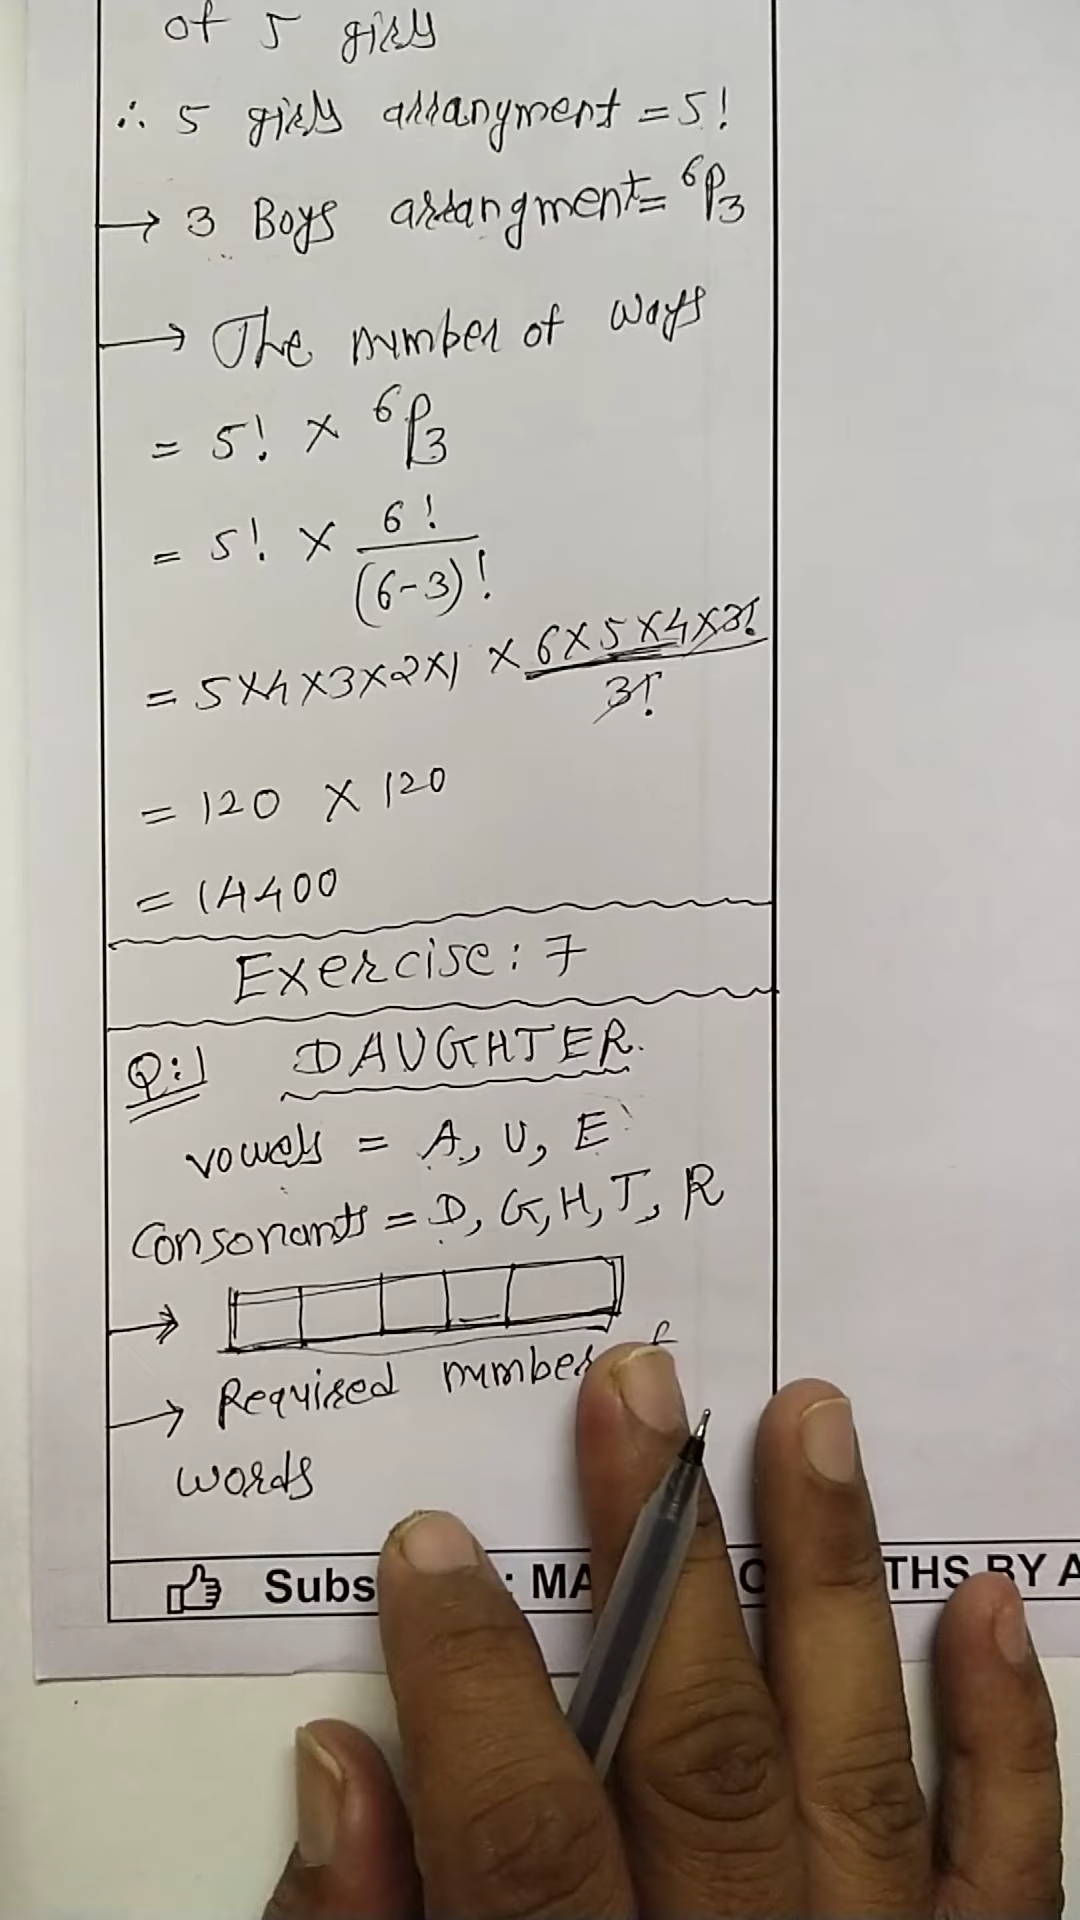 of 5 girls
∴ 5 girls arrangment = 5!
→ 3 Boys arrangment = ⁶P₃
→ The number of ways
= 5! × ⁶P₃
= 5! × 6! / (6-3)!
= 5×4×3×2×1 × 6×5×4×3! / 3!
= 120 × 120
= 14400
Exercise: 7
Q:1 DAUGHTER.
vowels = A, U, E
Consonants = D, G, H, T, R
→
→ Required number
words
Subs : MA THS BY A